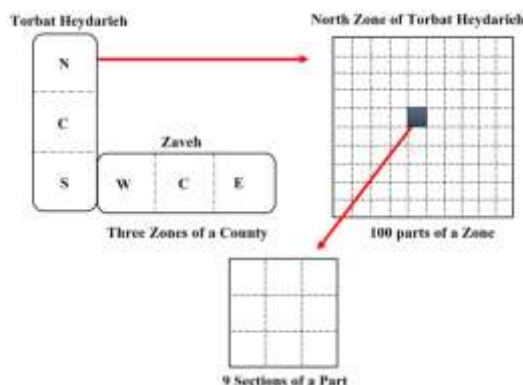 Torbat Heydarieh
North Zone of Torbat Heydarieh
N
C
S
Zaveh
W C E
Three Zones of a County
100 parts of a Zone
9 Sections of a Part